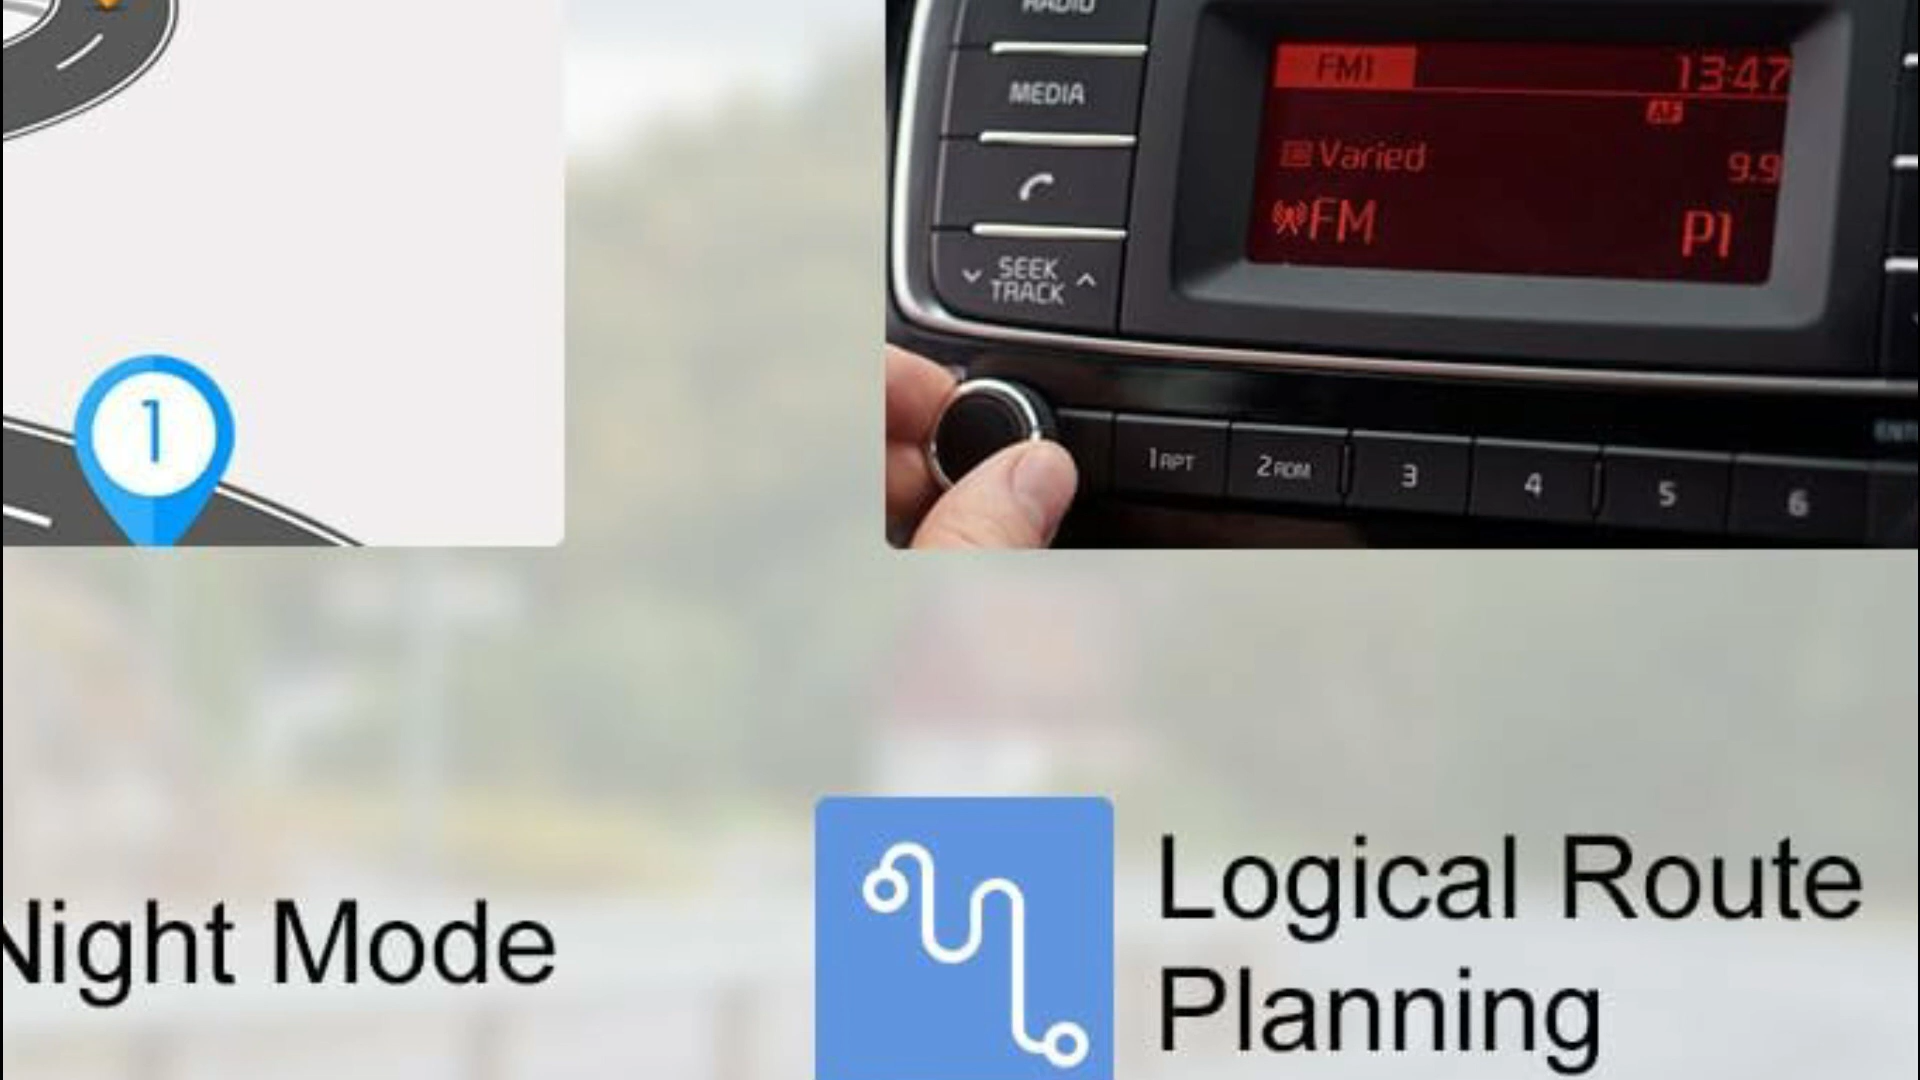 RADIO
FM1 13:47
MEDIA
AF
Varied 9.9
FM P1
SEEK
TRACK
1
1 RPT 2 RDM 3 4 5 6
Night Mode
Logical Route
Planning